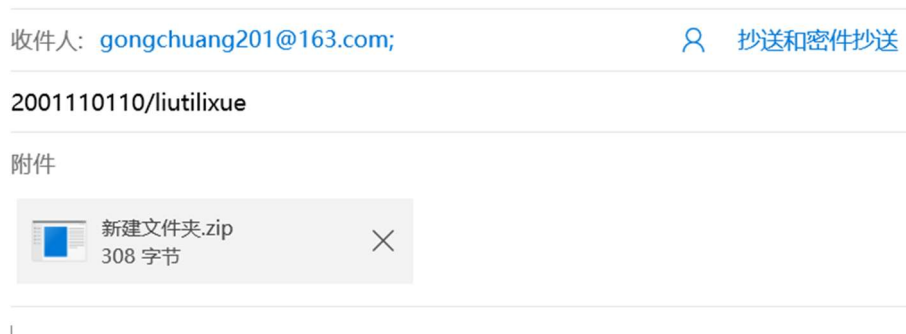 收件人: gongchuang201@163.com; 抄送和密件抄送
2001110110/liutilixue
附件
新建文件夹.zip
308 字节